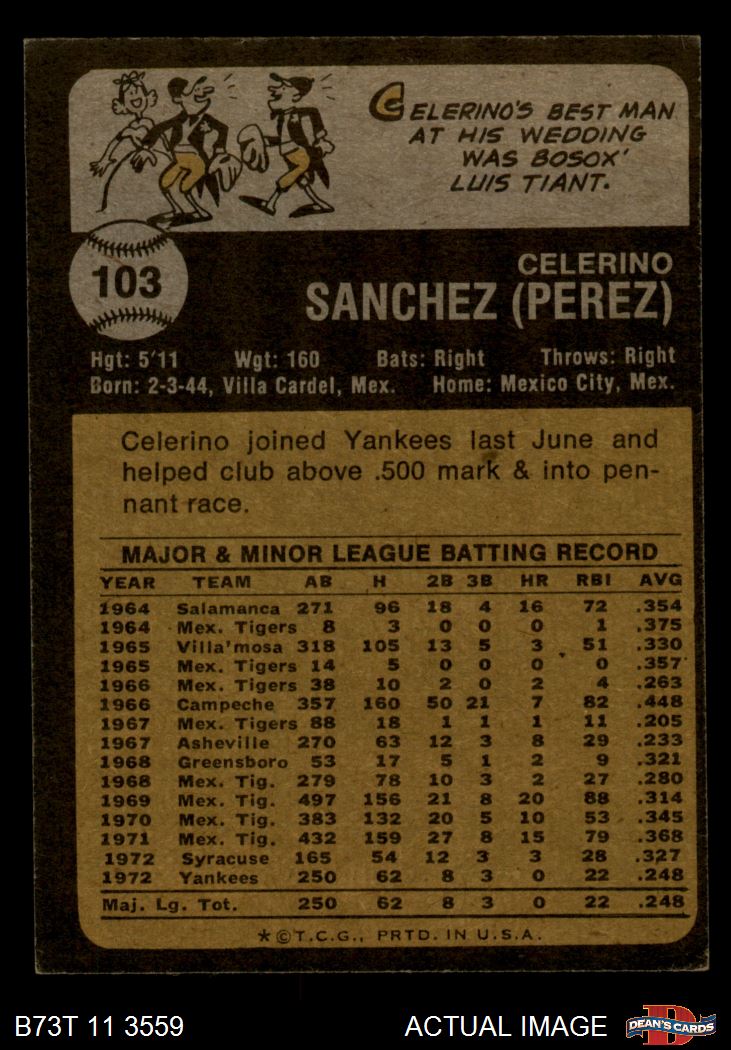 CELERINO'S BEST MAN
AT HIS WEDDING
WAS BOSOX'
LUIS TIANT.
103
CELERINO
SANCHEZ (PEREZ)
Hgt: 5'11 Wgt: 160 Bats: Right Throws: Right
Born: 2-3-44, Villa Cardel, Mex. Home: Mexico City, Mex.
Celerino joined Yankees last June and
helped club above .500 mark & into pen-
nant race.
MAJOR & MINOR LEAGUE BATTING RECORD
YEAR TEAM AB H 2B 3B HR RBI AVG
1964 Salamanca 271 96 18 4 16 72 .354
1964 Mex. Tigers 8 3 0 0 0 1 .375
1965 Villa'mosa 318 105 13 5 3 51 .330
1965 Mex. Tigers 14 5 0 0 0 0 .357
1966 Mex. Tigers 38 10 2 0 2 4 .263
1966 Campeche 357 160 50 21 7 82 .448
1967 Mex. Tigers 88 18 1 1 1 11 .205
1967 Asheville 270 63 12 3 8 29 .233
1968 Greensboro 53 17 5 1 2 9 .321
1968 Mex. Tig. 279 78 10 3 2 27 .280
1969 Mex. Tig. 497 156 21 8 20 88 .314
1970 Mex. Tig. 383 132 20 5 10 53 .345
1971 Mex. Tig. 432 159 27 8 15 79 .368
1972 Syracuse 165 54 12 3 3 28 .327
1972 Yankees 250 62 8 3 0 22 .248
Maj. Lg. Tot. 250 62 8 3 0 22 .248
*©T.C.G., PRTD. IN U.S.A.
B73T 11 3559 ACTUAL IMAGE DEAN'S CARDS